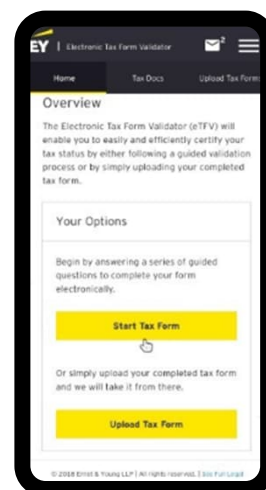 EY | Electronic Tax Form Validator 2
Home Tax Docs Upload Tax Forms
Overview
The Electronic Tax Form Validator (eTFV) will
enable you to easily and efficiently certify your
tax status by either following a guided validation
process or by simply uploading your completed
tax form.
Your Options
Begin by answering a series of guided
questions to complete your form
electronically.
Start Tax Form
Or simply upload your completed tax form
and we will take it from there.
Upload Tax Form
© 2018 Ernst & Young LLP | All rights reserved. | See Full Legal